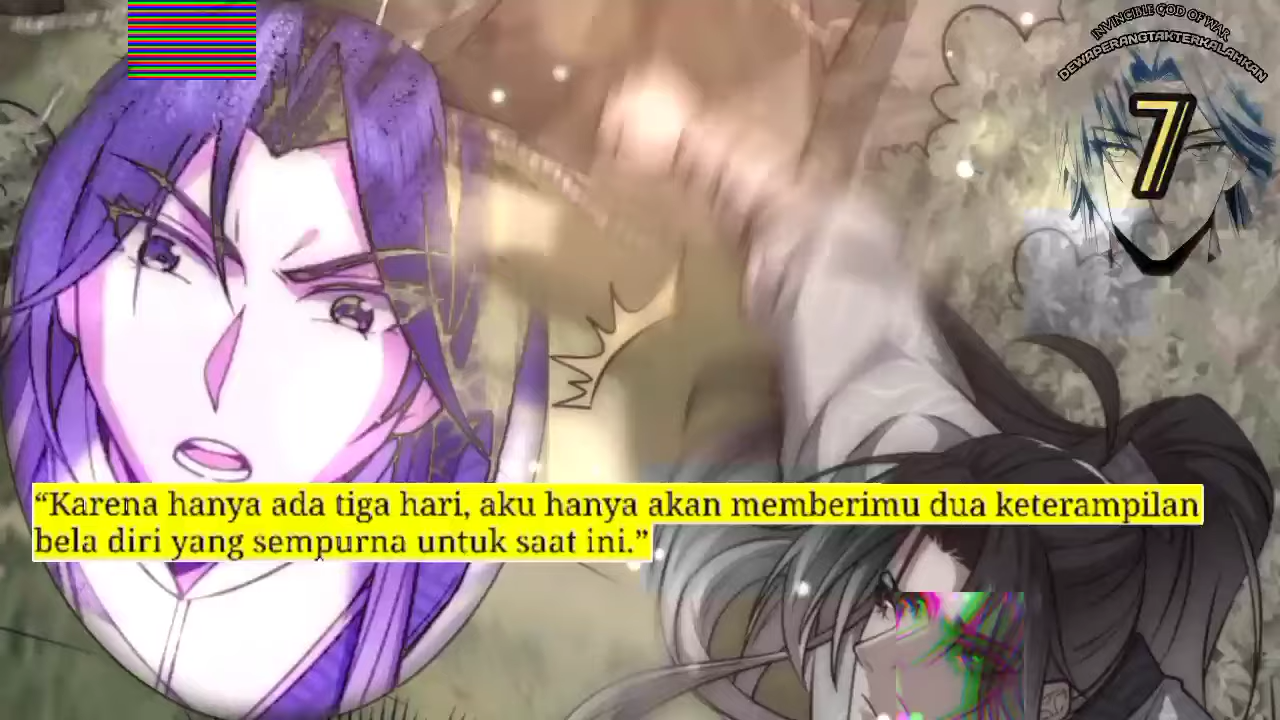 INVINCIBLE GOD OF WAR
DEWAPERANGTAKTERKALAHKAN
7
“Karena hanya ada tiga hari, aku hanya akan memberimu dua keterampilan
bela diri yang sempurna untuk saat ini.”